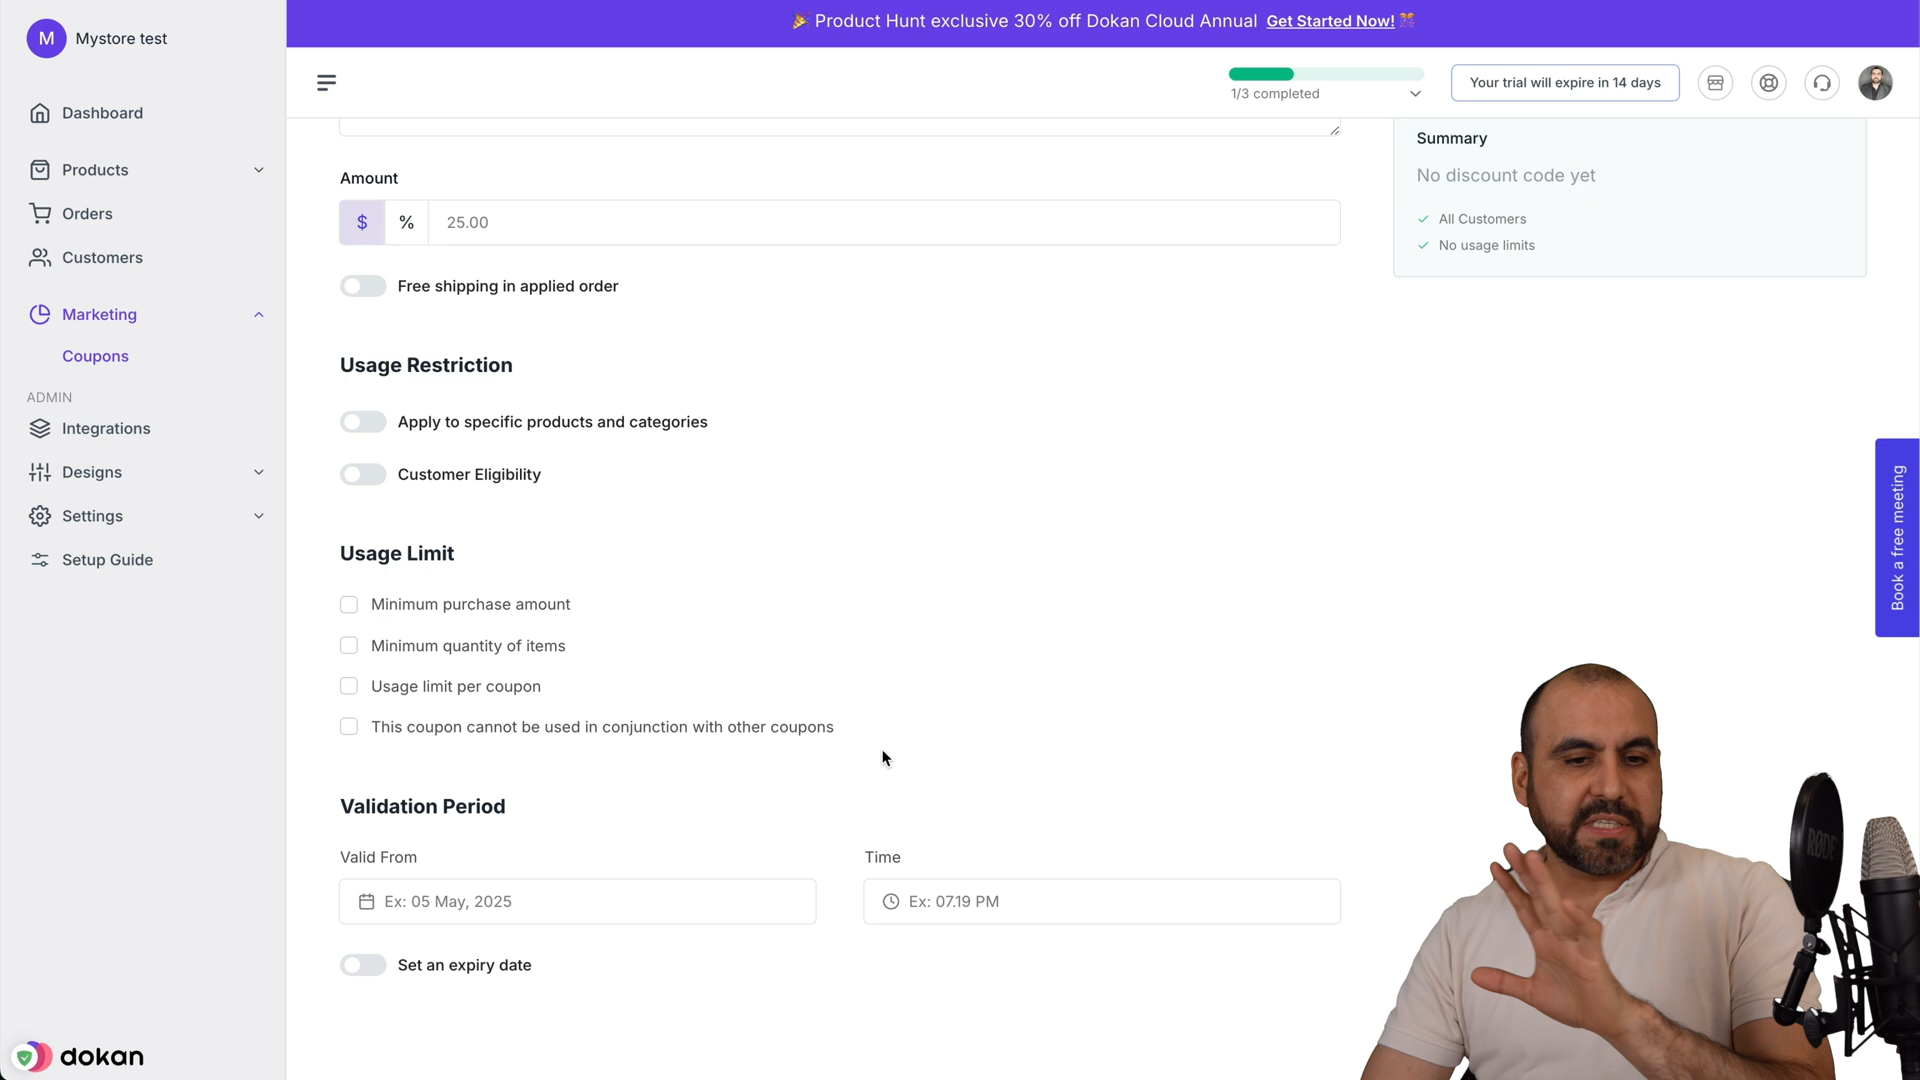 🎉 Product Hunt exclusive 30% off Dokan Cloud Annual Get Started Now! 🎊
M Mystore test
Dashboard
Products
Orders
Customers
Marketing
Coupons
ADMIN
Integrations
Designs
Settings
Setup Guide
dokan
1/3 completed
Your trial will expire in 14 days
Amount
$ % 25.00
Free shipping in applied order
Usage Restriction
Apply to specific products and categories
Customer Eligibility
Usage Limit
Minimum purchase amount
Minimum quantity of items
Usage limit per coupon
This coupon cannot be used in conjunction with other coupons
Validation Period
Valid From
Ex: 05 May, 2025
Time
Ex: 07.19 PM
Set an expiry date
Summary
No discount code yet
All Customers
No usage limits
Book a free meeting
RØDE